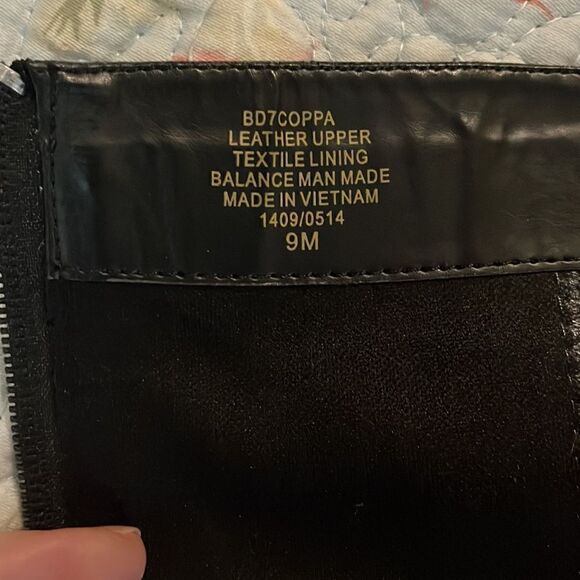 BD7COPPA
LEATHER UPPER
TEXTILE LINING
BALANCE MAN MADE
MADE IN VIETNAM
1409/0514
9M